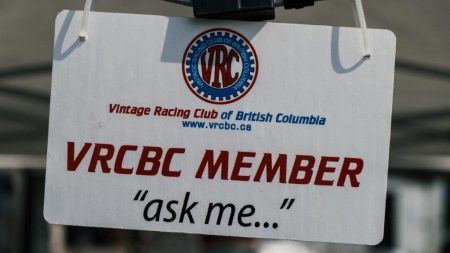 VRC
Vintage Racing Club of British Columbia
www.vrcbc.ca
VRCBC MEMBER
"ask me..."